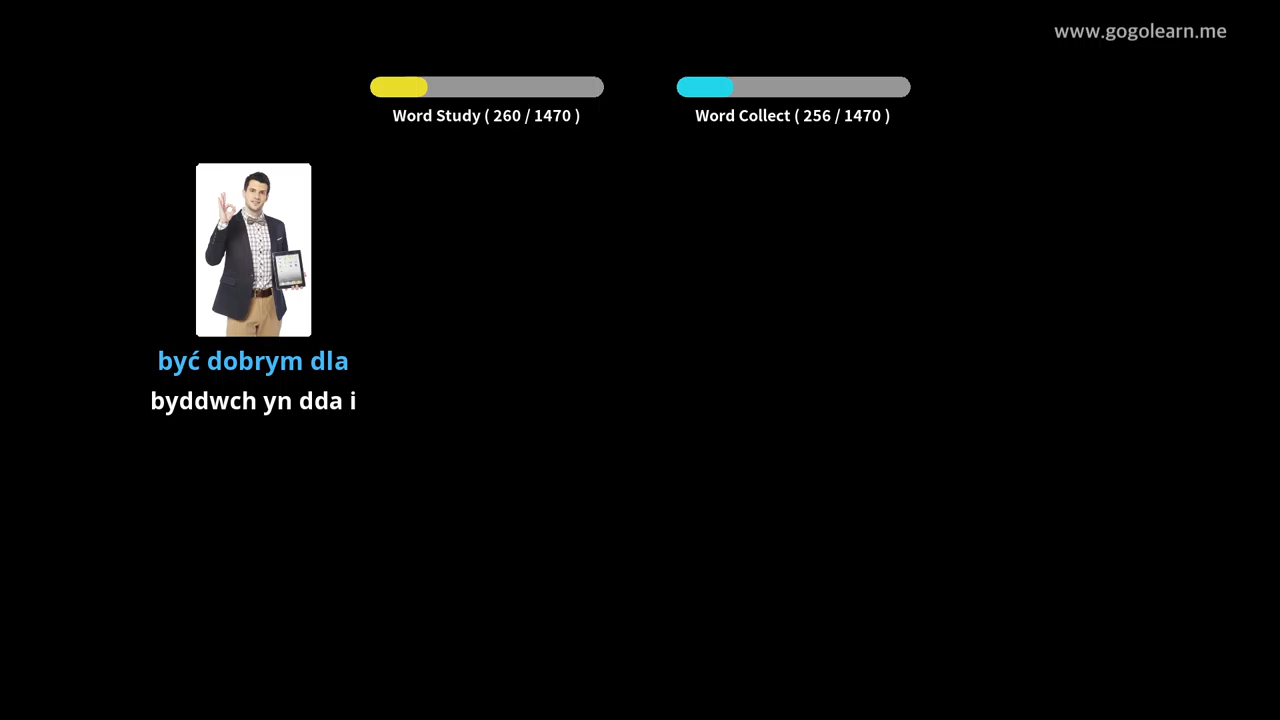 www.gogolearn.me
Word Study ( 260 / 1470 )
Word Collect ( 256 / 1470 )
być dobrym dla
byddwch yn dda i